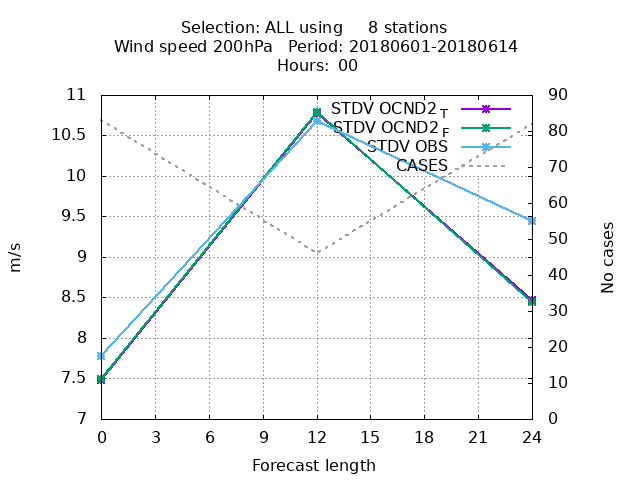 Selection: ALL using 8 stations
Wind speed 200hPa Period: 20180601-20180614
Hours: 00
11
10.5
10
9.5
9
8.5
8
7.5
7
m/s
STDV OCND2 T
STDV OCND2 F
STDV OBS
CASES
90
80
70
60
50
40
30
20
10
0
No cases
0 3 6 9 12 15 18 21 24
Forecast length